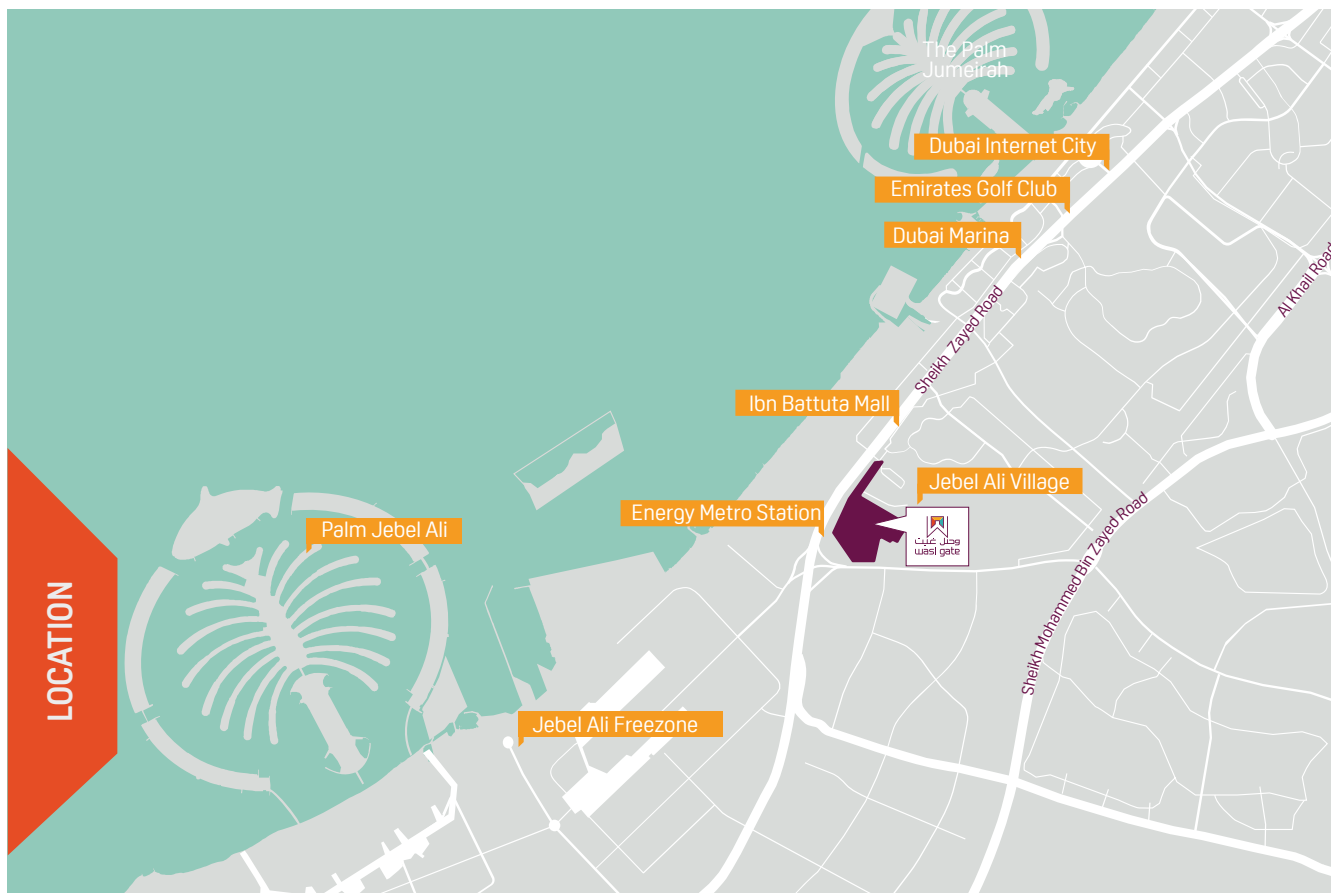 The Palm
Jumeirah
Dubai Internet City
Emirates Golf Club
Dubai Marina
Al Khail Road
Sheikh Zayed Road
Ibn Battuta Mall
Jebel Ali Village
Energy Metro Station
وصل غيت
wasl gate
Palm Jebel Ali
Sheikh Mohammed Bin Zayed Road
LOCATION
Jebel Ali Freezone